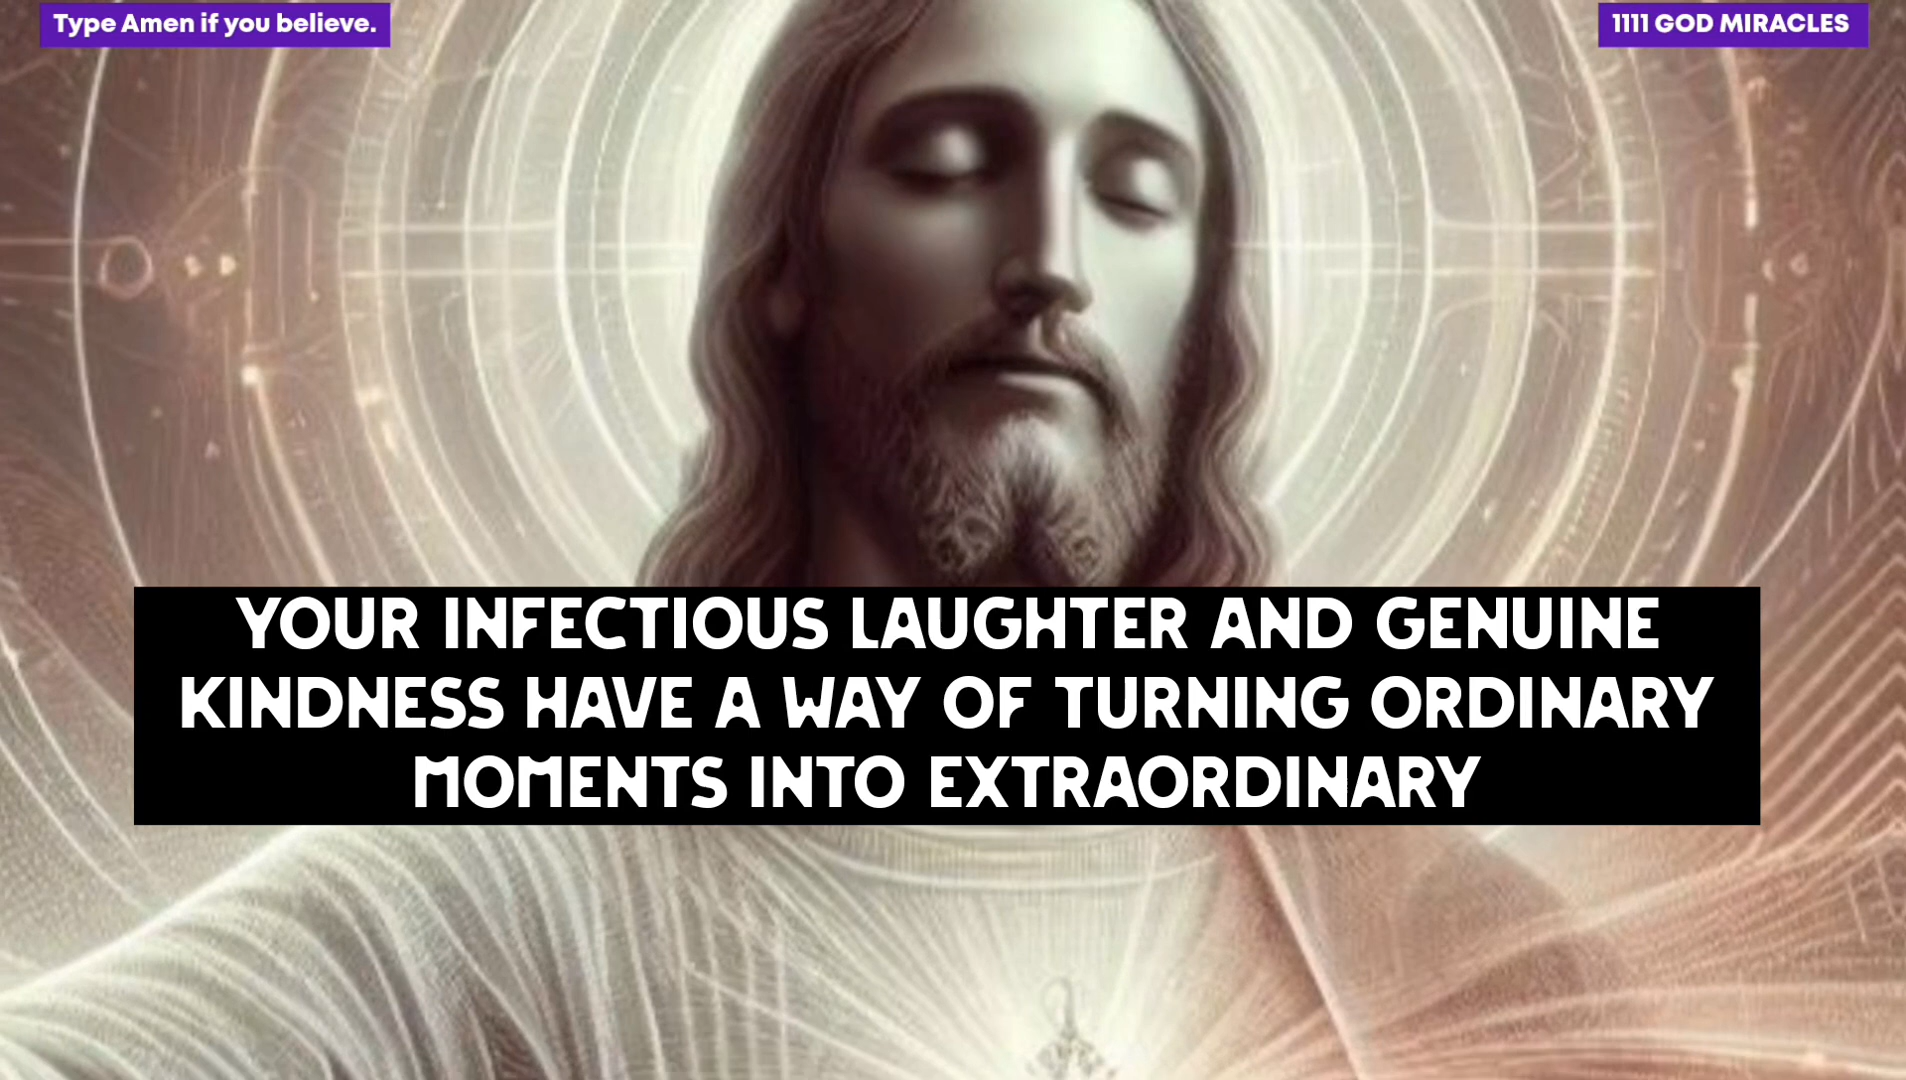 Type Amen if you believe.
1111 GOD MIRACLES
YOUR INFECTIOUS LAUGHTER AND GENUINE
KINDNESS HAVE A WAY OF TURNING ORDINARY
MOMENTS INTO EXTRAORDINARY